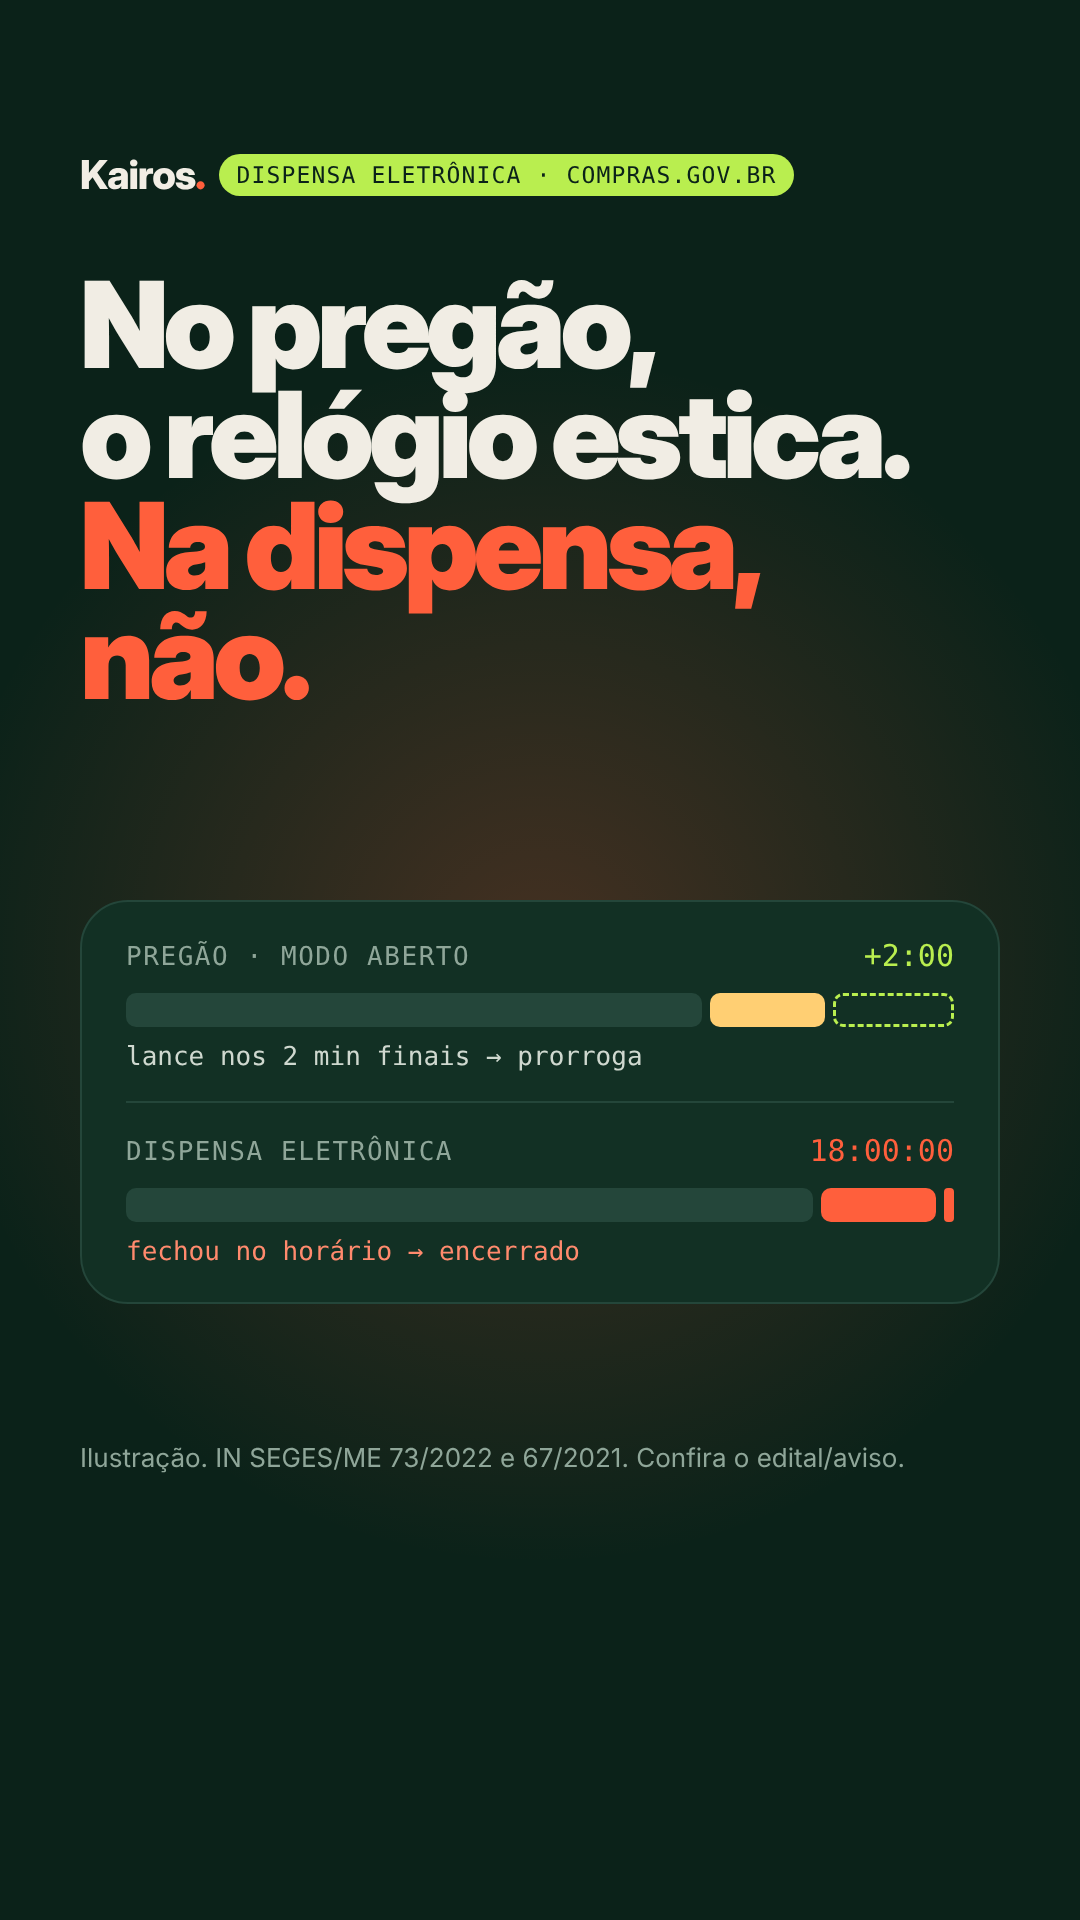 Kairos.
DISPENSA ELETRÔNICA · COMPRAS.GOV.BR
No pregão,
o relógio estica.
Na dispensa,
não.
PREGÃO · MODO ABERTO
+2:00
lance nos 2 min finais → prorroga
DISPENSA ELETRÔNICA
18:00:00
fechou no horário → encerrado
Ilustração. IN SEGES/ME 73/2022 e 67/2021. Confira o edital/aviso.